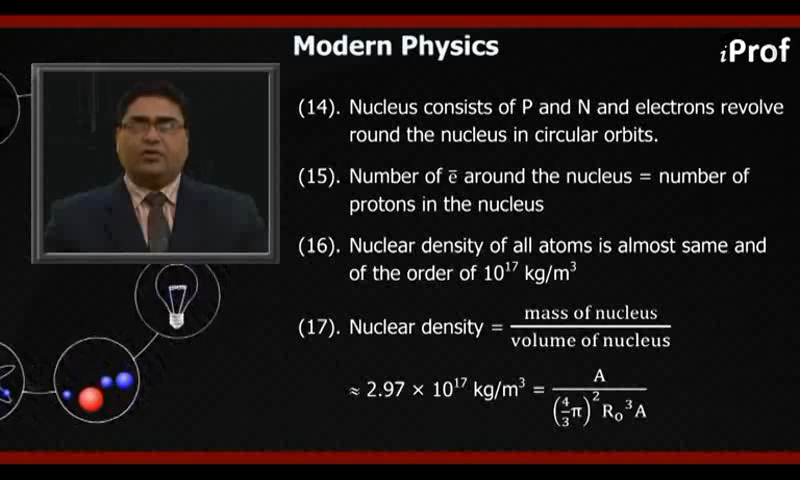 Modern Physics
iProf
(14). Nucleus consists of P and N and electrons revolve
round the nucleus in circular orbits.
(15). Number of e̅ around the nucleus = number of
protons in the nucleus
(16). Nuclear density of all atoms is almost same and
of the order of 10¹⁷ kg/m³
(17). Nuclear density = mass of nucleus / volume of nucleus
≈ 2.97 × 10¹⁷ kg/m³ = A / (4/3 π)² R₀³ A